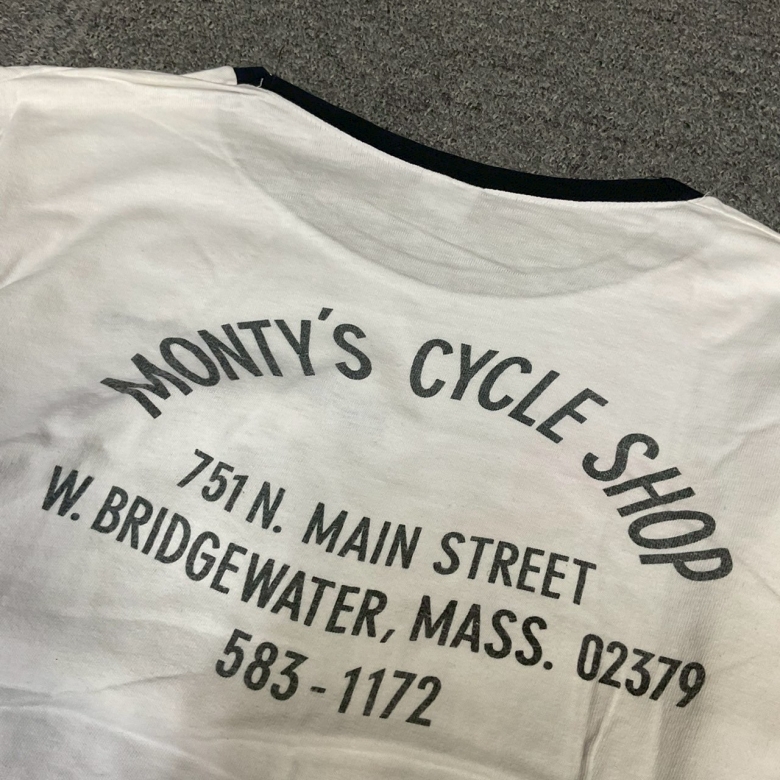 MONTY'S CYCLE SHOP
751 N. MAIN STREET
W. BRIDGEWATER, MASS. 02379
583-1172